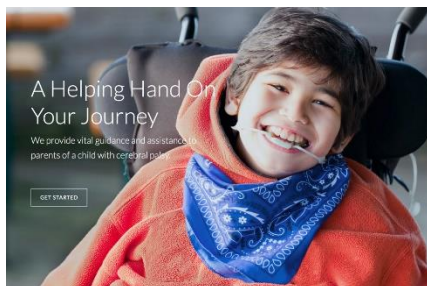 A Helping Hand On
Your Journey
We provide vital guidance and assistance to
parents of a child with cerebral palsy.
GET STARTED